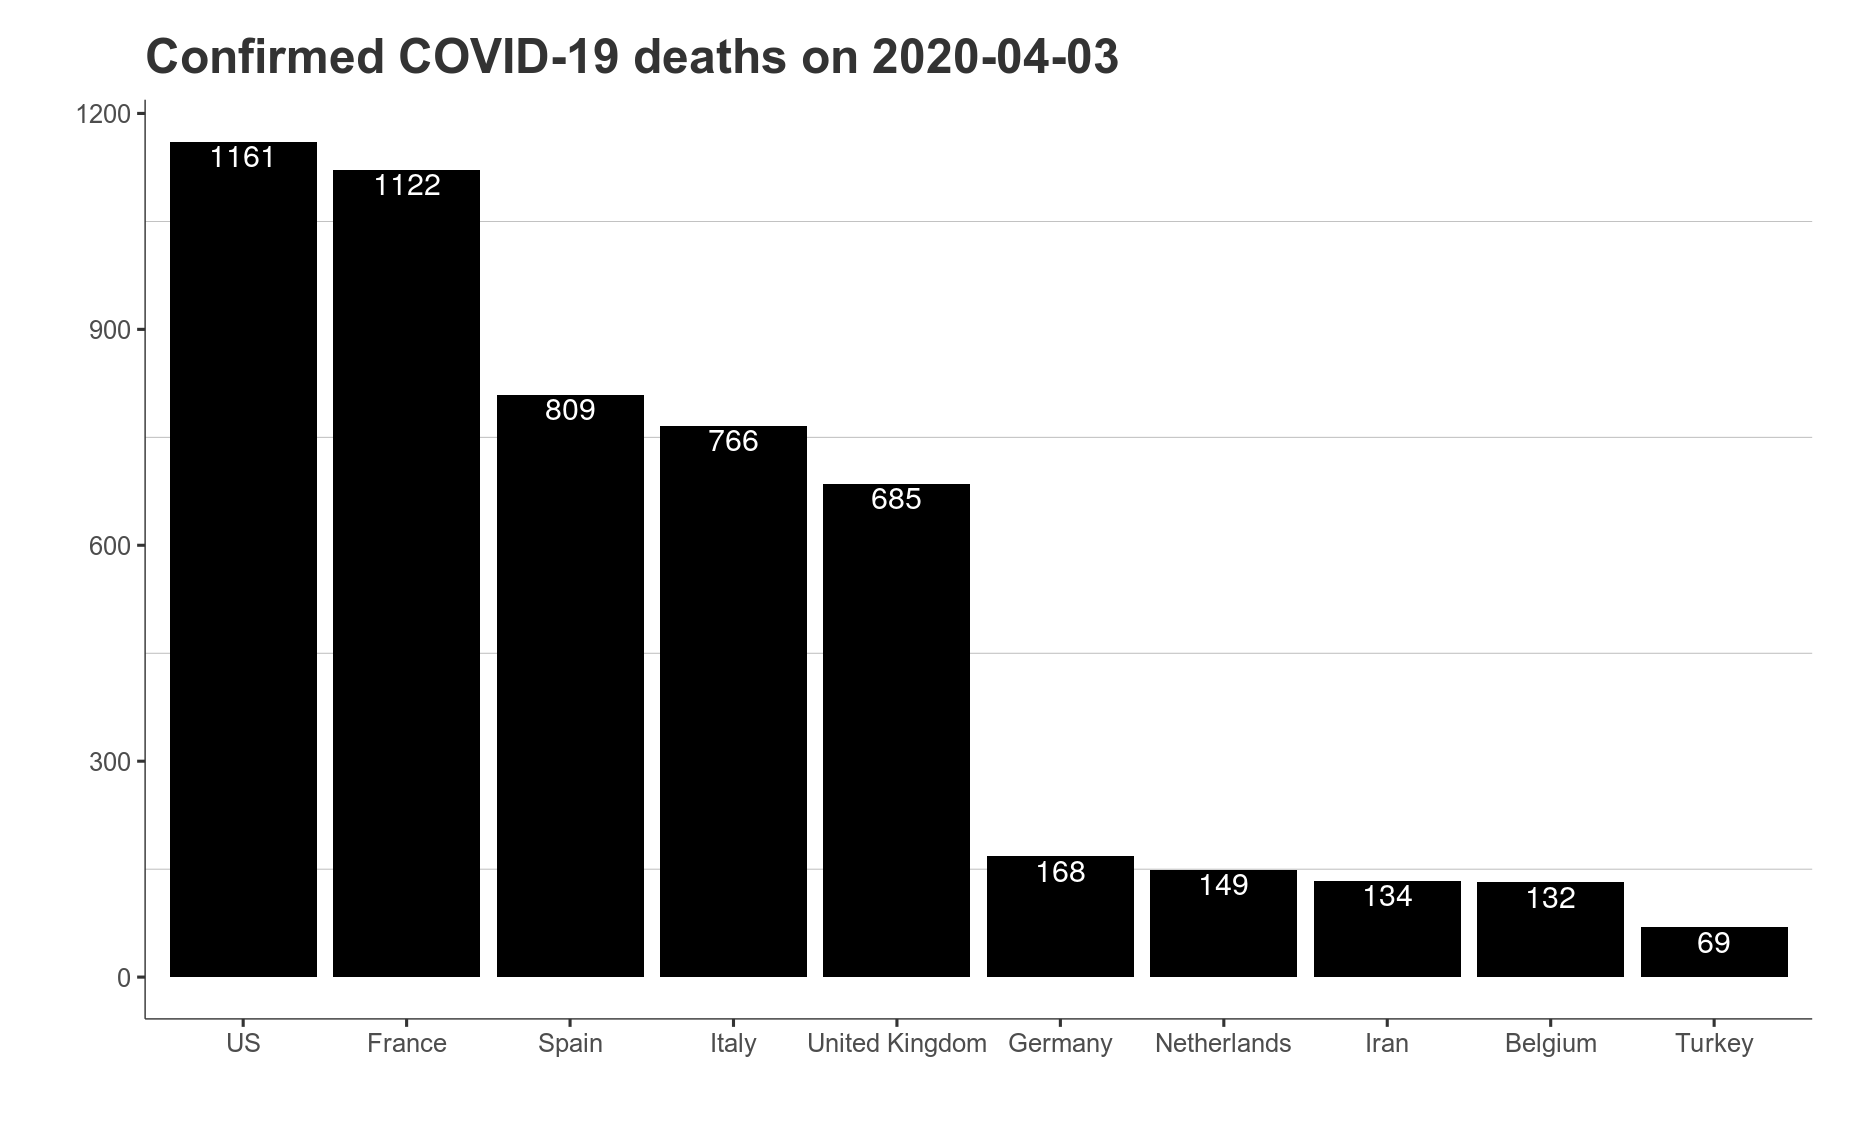 Confirmed COVID-19 deaths on 2020-04-03
1200
900
600
300
0
1161
1122
809
766
685
168
149
134
132
69
US
France
Spain
Italy
United Kingdom
Germany
Netherlands
Iran
Belgium
Turkey